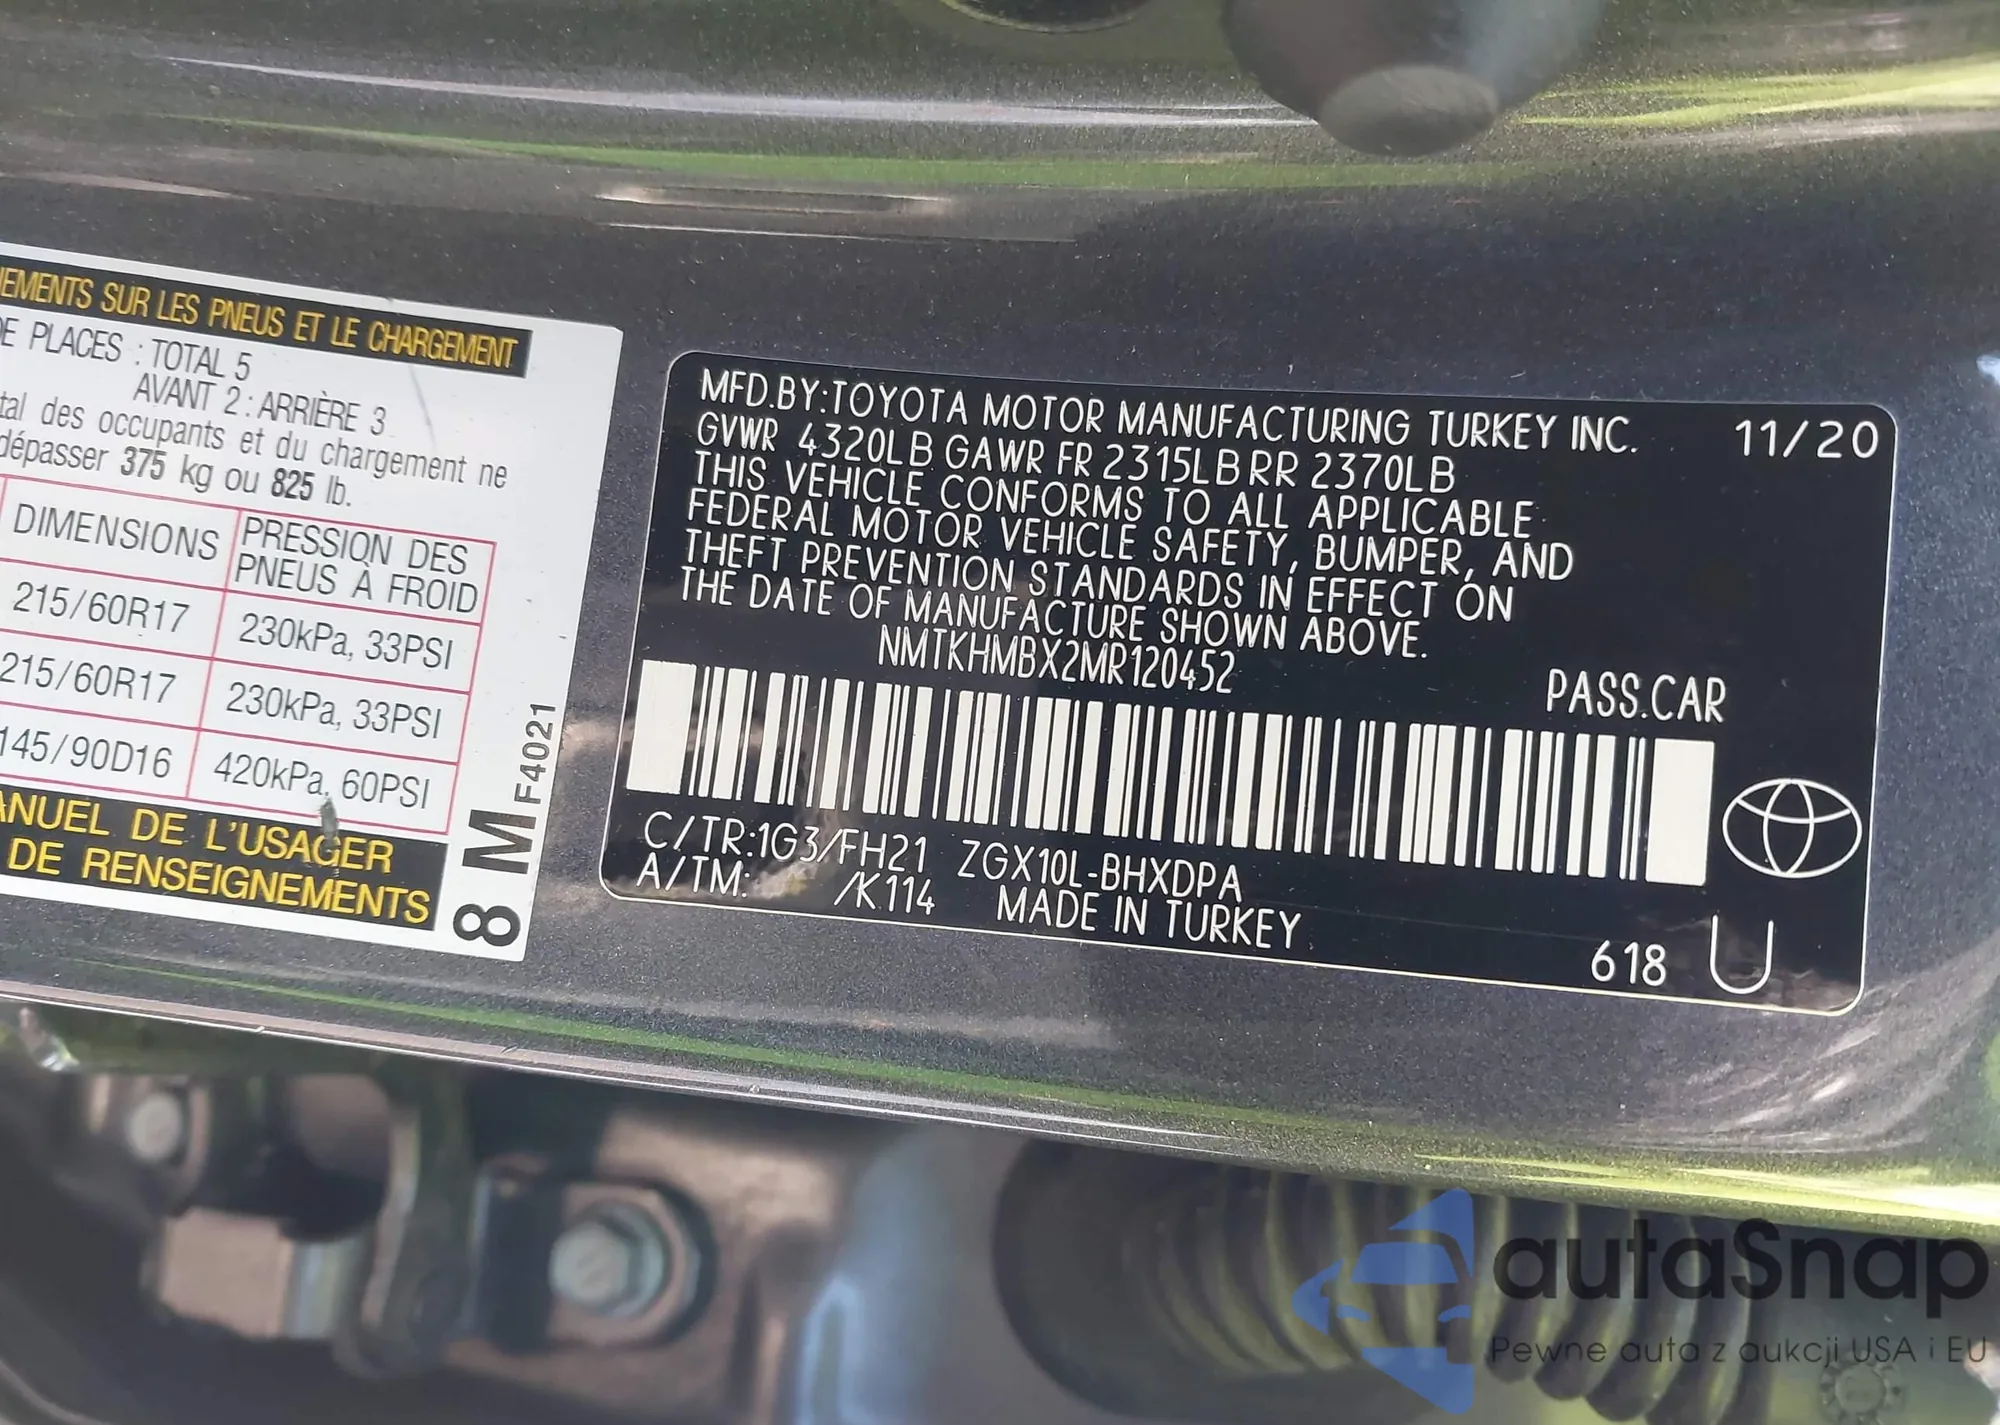 EMENTS SUR LES PNEUS ET LE CHARGEMENT
DE PLACES : TOTAL 5
AVANT 2 : ARRIÈRE 3
tal des occupants et du chargement ne
dépasser 375 kg ou 825 lb.
DIMENSIONS
PRESSION DES
PNEUS À FROID
215/60R17
230kPa, 33PSI
215/60R17
230kPa, 33PSI
145/90D16
420kPa, 60PSI
ANUEL DE L'USAGER
DE RENSEIGNEMENTS
8 M F4021
MFD.BY:TOYOTA MOTOR MANUFACTURING TURKEY INC. 11/20
GVWR 4320LB GAWR FR 2315LB RR 2370LB
THIS VEHICLE CONFORMS TO ALL APPLICABLE
FEDERAL MOTOR VEHICLE SAFETY, BUMPER, AND
THEFT PREVENTION STANDARDS IN EFFECT ON
THE DATE OF MANUFACTURE SHOWN ABOVE.
NMTKHMBX2MR120452
PASS.CAR
C/TR:1G3/FH21 ZGX10L-BHXDPA
A/TM: /K114 MADE IN TURKEY
618 U
autaSnap
Pewne auta z aukcji USA i EU